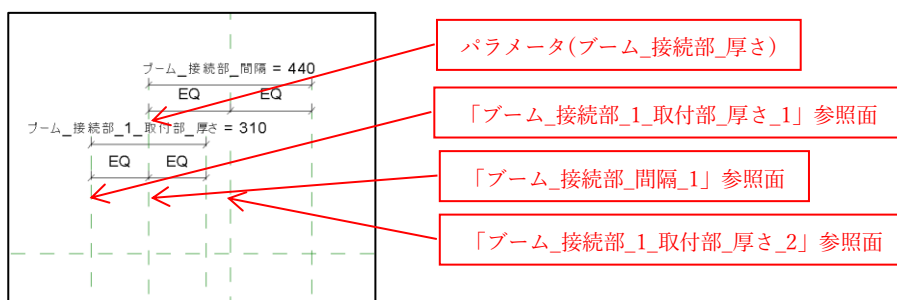 ブーム_接続部_間隔 = 440
EQ EQ
ブーム_接続部_1_取付部_厚さ = 310
EQ EQ
パラメータ(ブーム_接続部_厚さ)
「ブーム_接続部_1_取付部_厚さ_1」参照面
「ブーム_接続部_間隔_1」参照面
「ブーム_接続部_1_取付部_厚さ_2」参照面